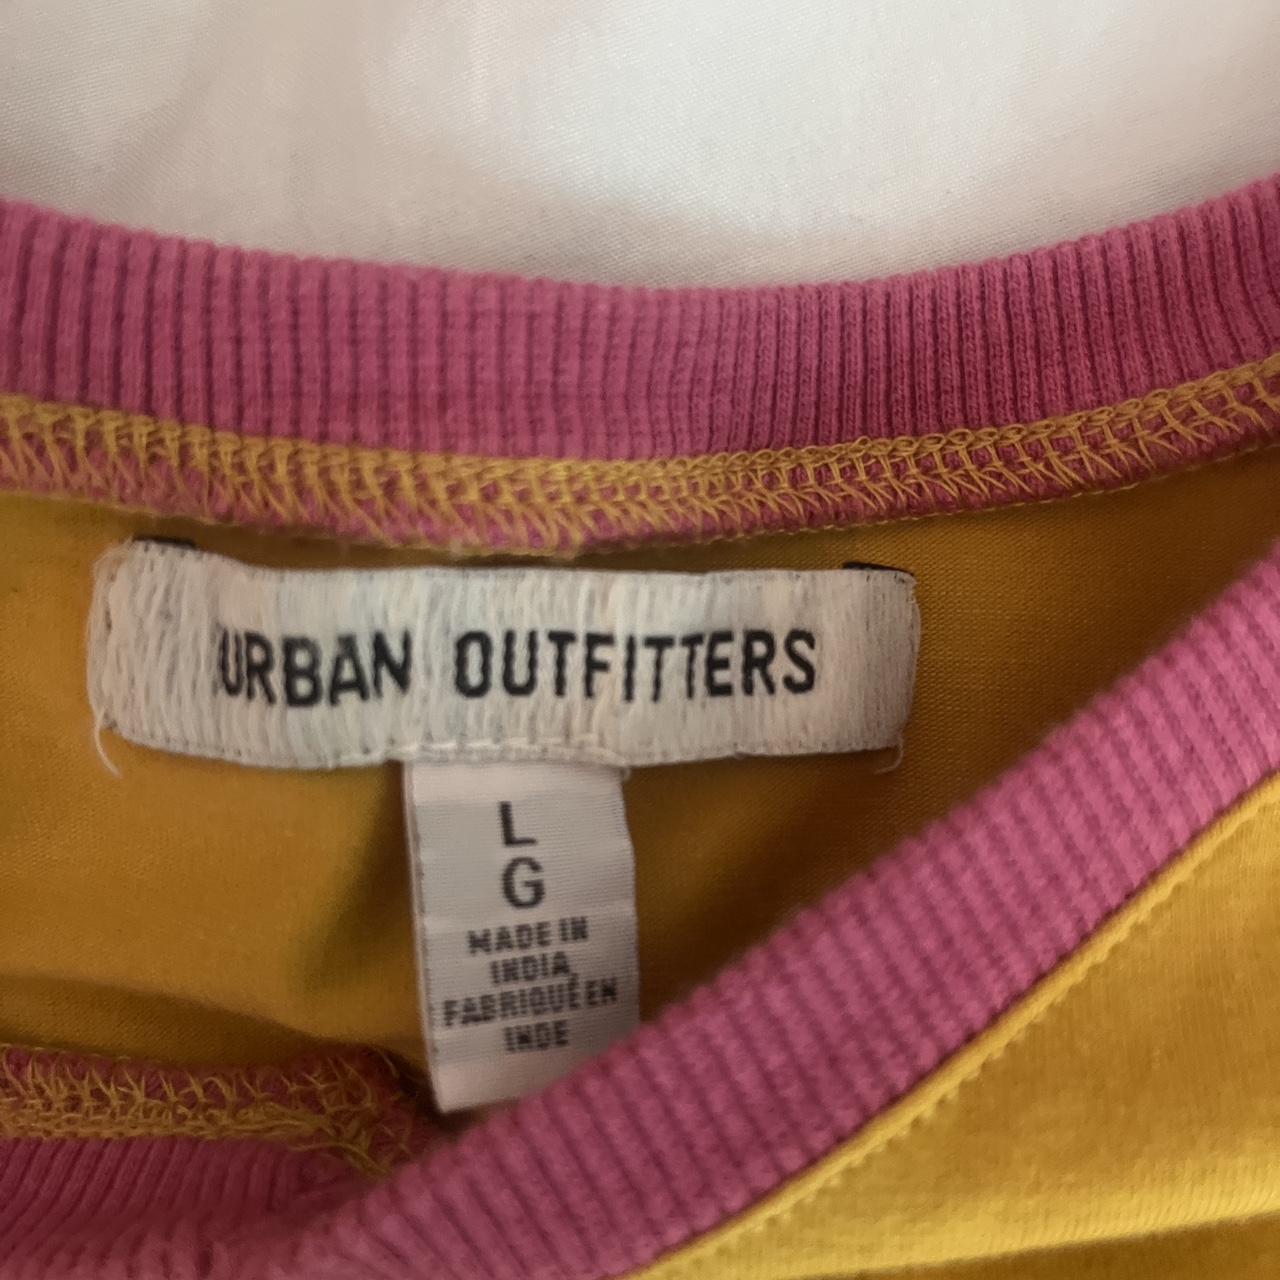 URBAN OUTFITTERS
L
G
MADE IN
INDIA
FABRIQUÉ EN
INDE